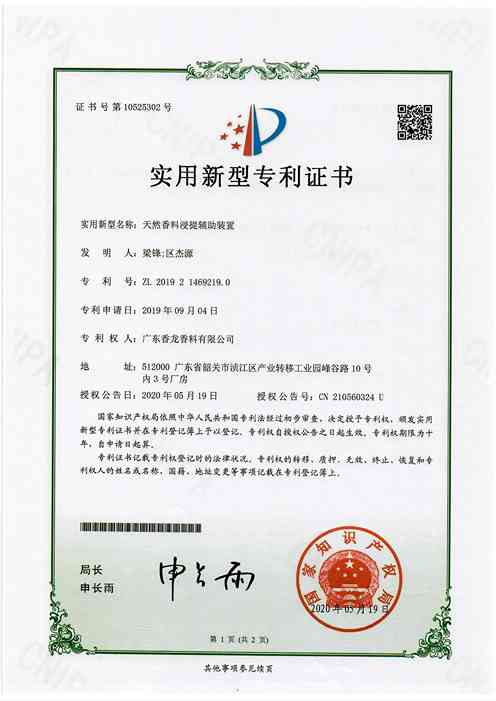 证书号第10525302号
实用新型专利证书
实用新型名称：天然香料浸提辅助装置
发 明 人：梁锋;区杰源
专 利 号：ZL 2019 2 1469219.0
专利申请日：2019年09月04日
专 利 权 人：广东香龙香料有限公司
地 址：512000 广东省韶关市浈江区产业转移工业园峰谷路10号
内3号厂房
授权公告日：2020年05月19日 授权公告号：CN 210560324 U
国家知识产权局依照中华人民共和国专利法经过初步审查，决定授予专利权，颁发实用
新型专利证书并在专利登记簿上予以登记。专利权自授权公告之日起生效。专利权期限为十
年，自申请日起算。
专利证书记载专利权登记时的法律状况。专利权的转移、质押、无效、终止、恢复和专
利权人的姓名或名称、国籍、地址变更等事项记载在专利登记簿上。
局长
申长雨
申长雨
国家知识产权局
2020年05月19日
第 1 页 (共 2 页)
其他事项参见续页